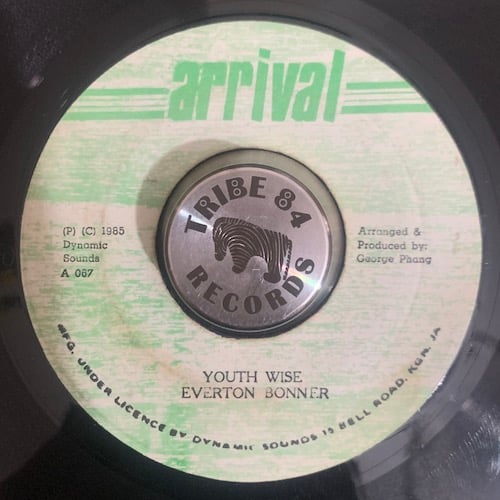 arrival
TRIBE 84
RECORDS
(P) (C) 1985
Dynamic
Sounds
A 067
Arranged &
Produced by:
George Phang
YOUTH WISE
EVERTON BONNER
MFG. UNDER LICENCE BY DYNAMIC SOUNDS 15 BELL ROAD, KGN, JA